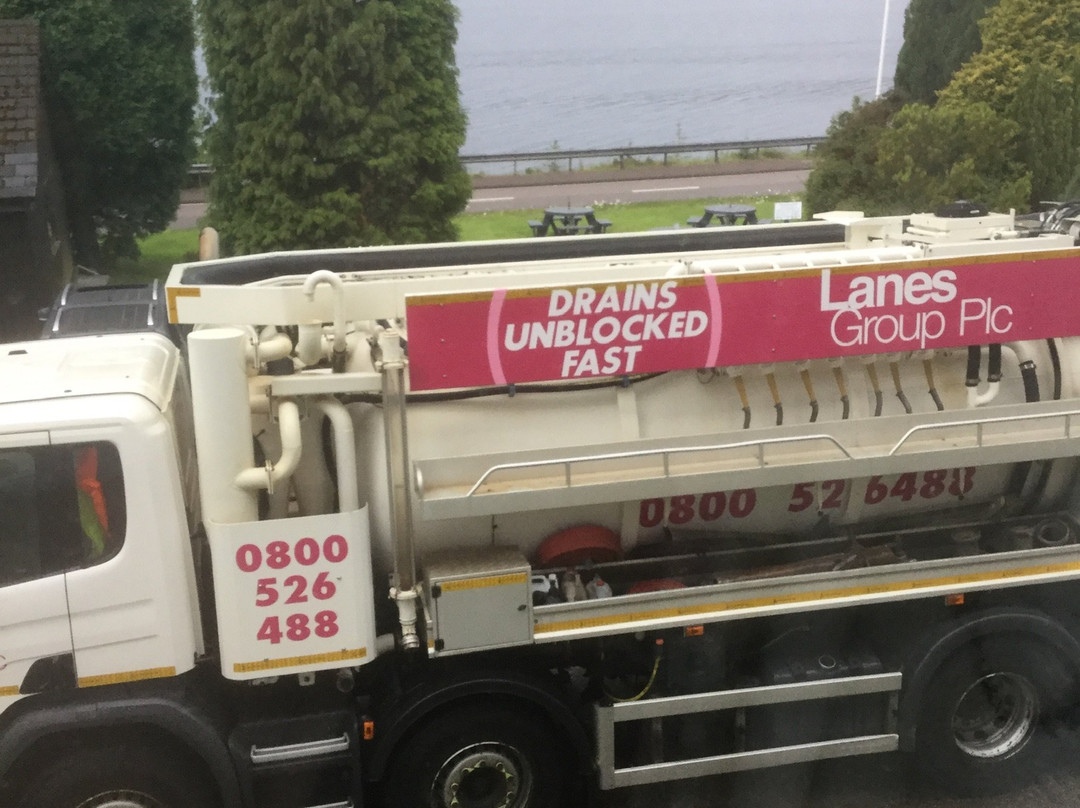 DRAINS
UNBLOCKED
FAST
Lanes
Group Plc
0800 526488
0800
526
488